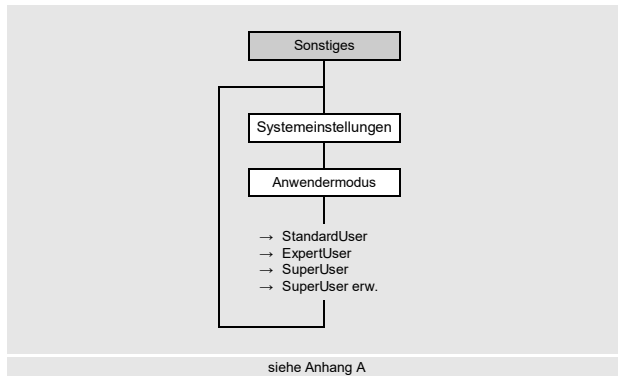 Sonstiges
Systemeinstellungen
Anwendermodus
→ StandardUser
→ ExpertUser
→ SuperUser
→ SuperUser erw.
siehe Anhang A